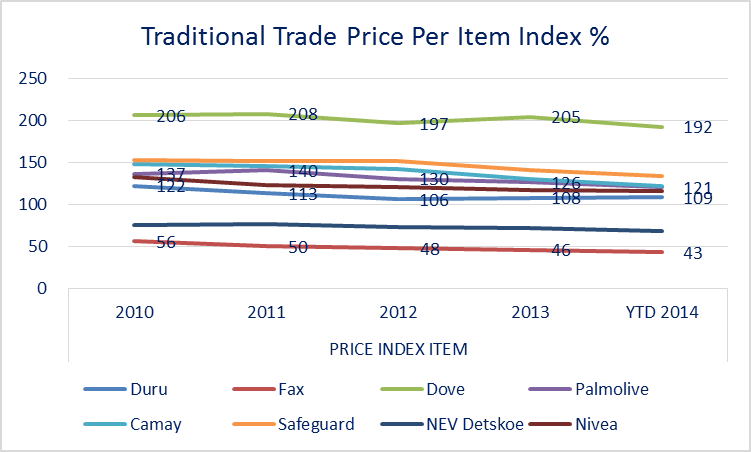 Traditional Trade Price Per Item Index %
250
200
150
100
50
0
206 208 197 205 192
137 140 130 126 121
122 113 106 108 109
56 50 48 46 43
2010 2011 2012 2013 YTD 2014
PRICE INDEX ITEM
Duru Fax Dove Palmolive
Camay Safeguard NEV Detskoe Nivea